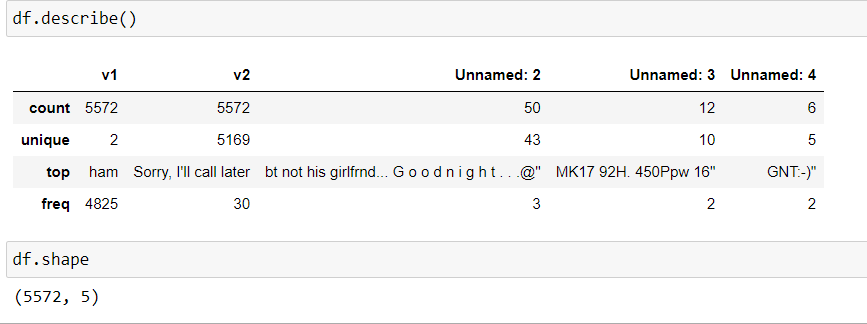 df.describe()
v1 v2 Unnamed: 2 Unnamed: 3 Unnamed: 4
count 5572 5572 50 12 6
unique 2 5169 43 10 5
top ham Sorry, I'll call later bt not his girlfrnd... G o o d n i g h t . . .@" MK17 92H. 450Ppw 16" GNT:-)"
freq 4825 30 3 2 2
df.shape
(5572, 5)